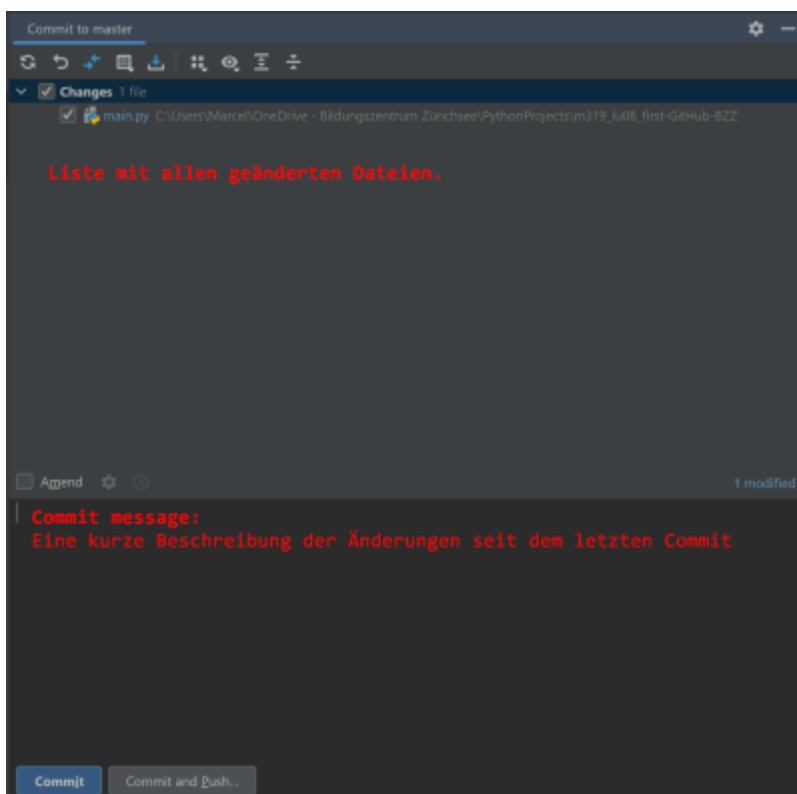 Commit to master
Changes 1 file
main.py C:\Users\Marcel\OneDrive - Bildungszentrum Zürichsee\PythonProjects\m319_lu08_first-GitHub-BZZ
Liste mit allen geänderten Dateien.
Amend
1 modified
Commit message:
Eine kurze Beschreibung der Änderungen seit dem letzten Commit
Commit
Commit and Push...